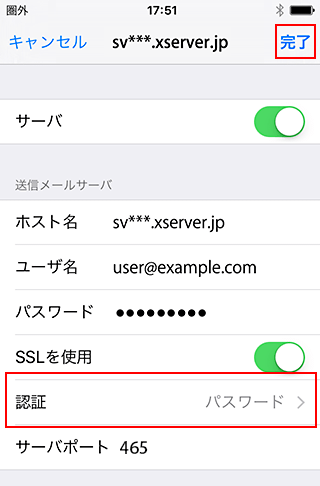 圏外 17:51
キャンセル sv***.xserver.jp 完了
サーバ
送信メールサーバ
ホスト名 sv***.xserver.jp
ユーザ名 user@example.com
パスワード ●●●●●●●●●
SSLを使用
認証 パスワード
サーバポート 465